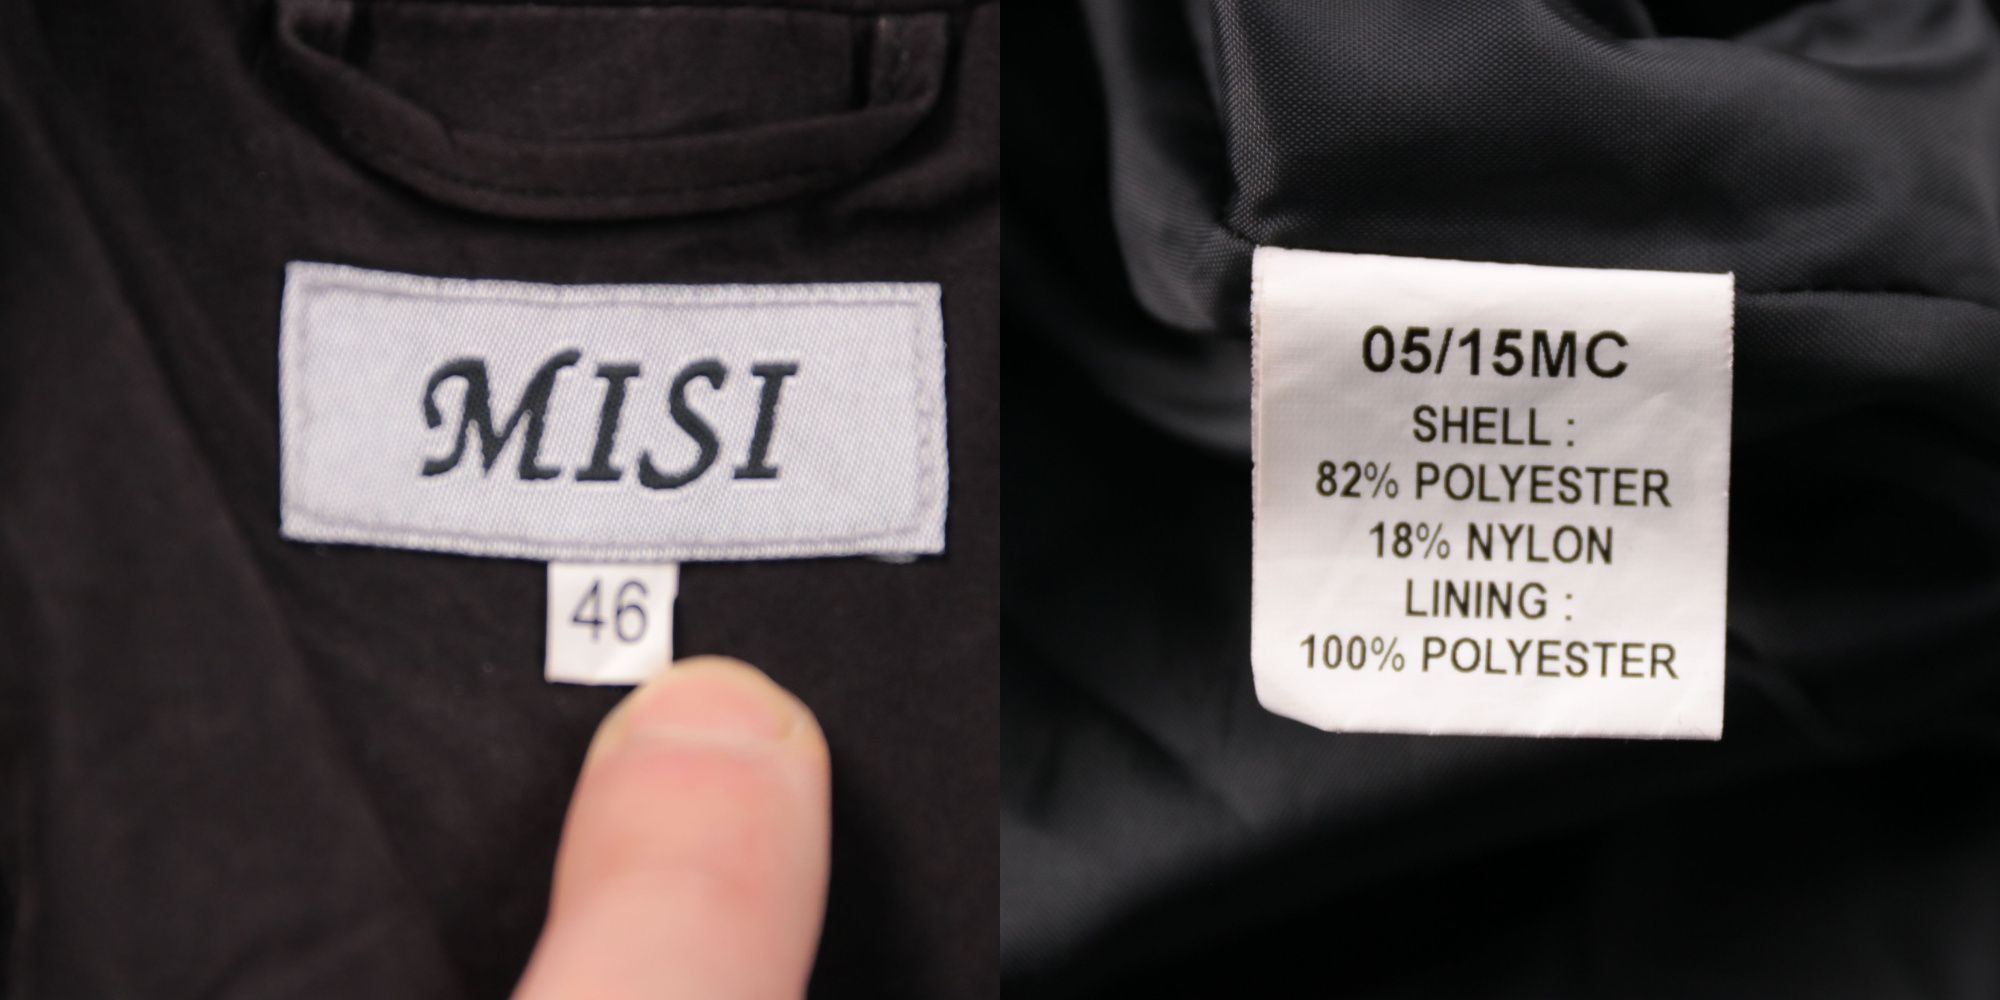 MISI
46
05/15MC
SHELL :
82% POLYESTER
18% NYLON
LINING :
100% POLYESTER